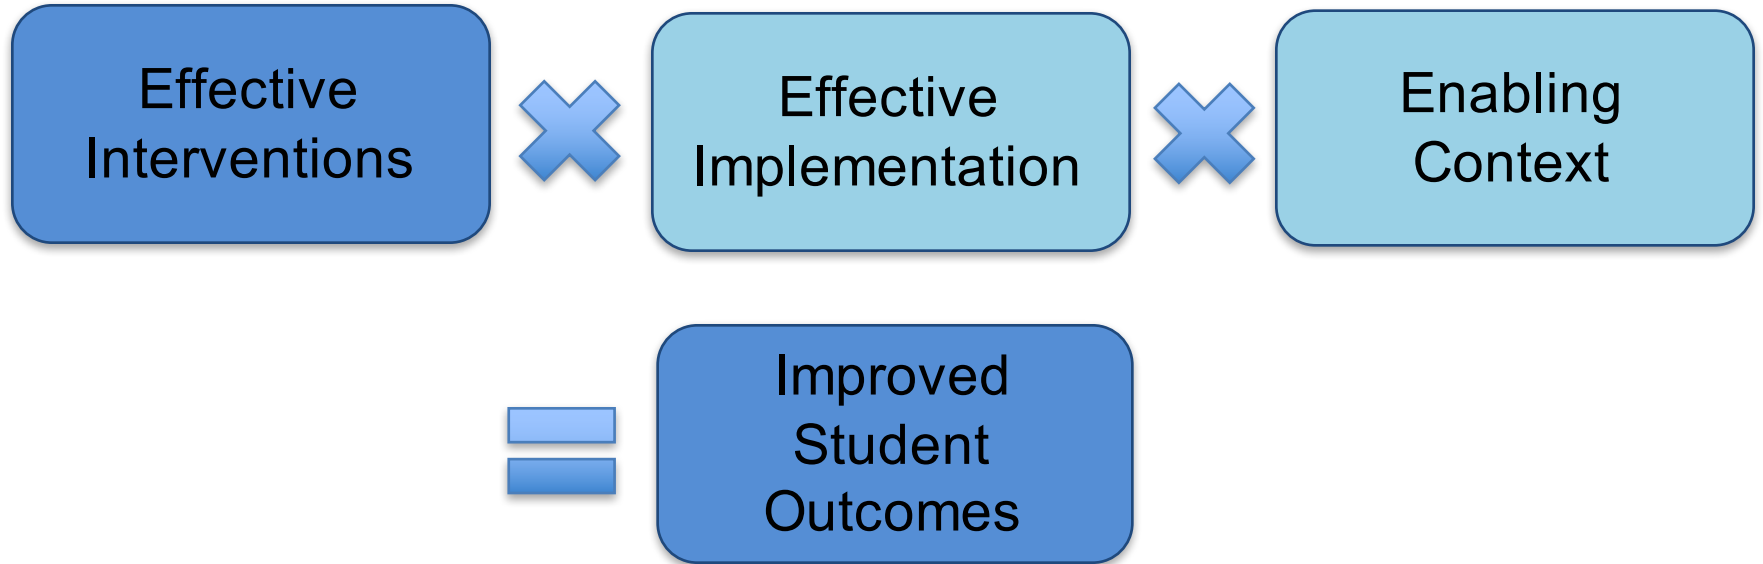 Effective
Interventions
Effective
Implementation
Enabling
Context
Improved
Student
Outcomes